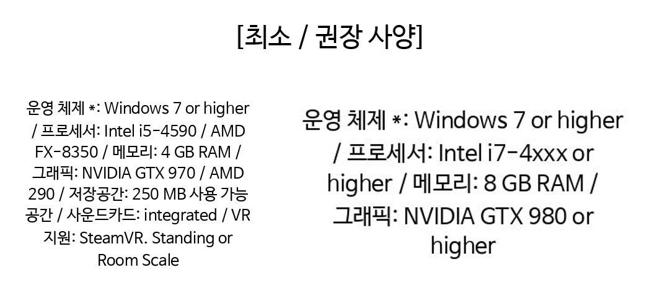 [최소 / 권장 사양]
운영 체제 *: Windows 7 or higher
/ 프로세서: Intel i5-4590 / AMD
FX-8350 / 메모리: 4 GB RAM /
그래픽: NVIDIA GTX 970 / AMD
290 / 저장공간: 250 MB 사용 가능
공간 / 사운드카드: integrated / VR
지원: SteamVR. Standing or
Room Scale
운영 체제 *: Windows 7 or higher
/ 프로세서: Intel i7-4xxx or
higher / 메모리: 8 GB RAM /
그래픽: NVIDIA GTX 980 or
higher